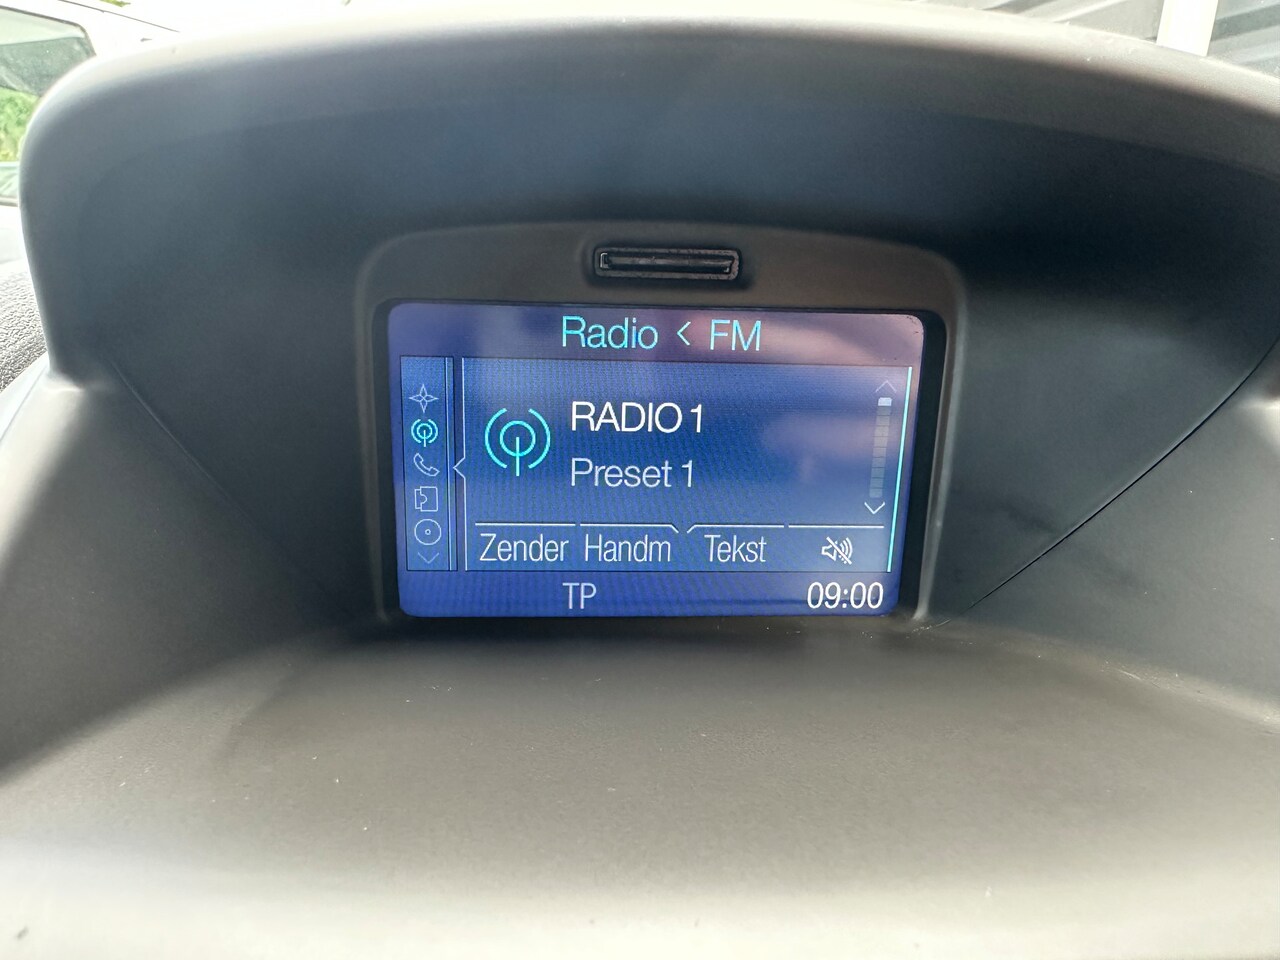 Radio < FM
RADIO 1
Preset 1
Zender Handm Tekst
TP 09:00